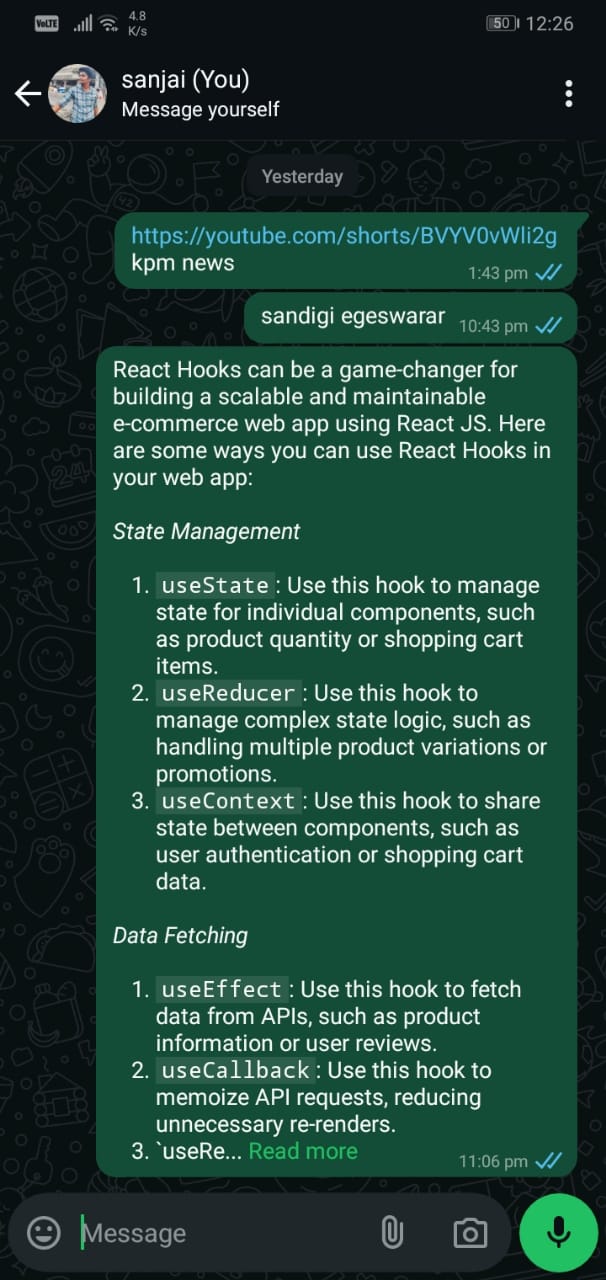 VoLTE 4.8 K/s 50 12:26
sanjai (You)
Message yourself
Yesterday
https://youtube.com/shorts/BVYV0vWli2g
kpm news
1:43 pm
sandigi egeswarar
10:43 pm
React Hooks can be a game-changer for
building a scalable and maintainable
e-commerce web app using React JS. Here
are some ways you can use React Hooks in
your web app:
State Management
1. useState: Use this hook to manage
state for individual components, such
as product quantity or shopping cart
items.
2. useReducer: Use this hook to
manage complex state logic, such as
handling multiple product variations or
promotions.
3. useContext: Use this hook to share
state between components, such as
user authentication or shopping cart
data.
Data Fetching
1. useEffect: Use this hook to fetch
data from APIs, such as product
information or user reviews.
2. useCallback: Use this hook to
memoize API requests, reducing
unnecessary re-renders.
3. `useRe... Read more
11:06 pm
Message